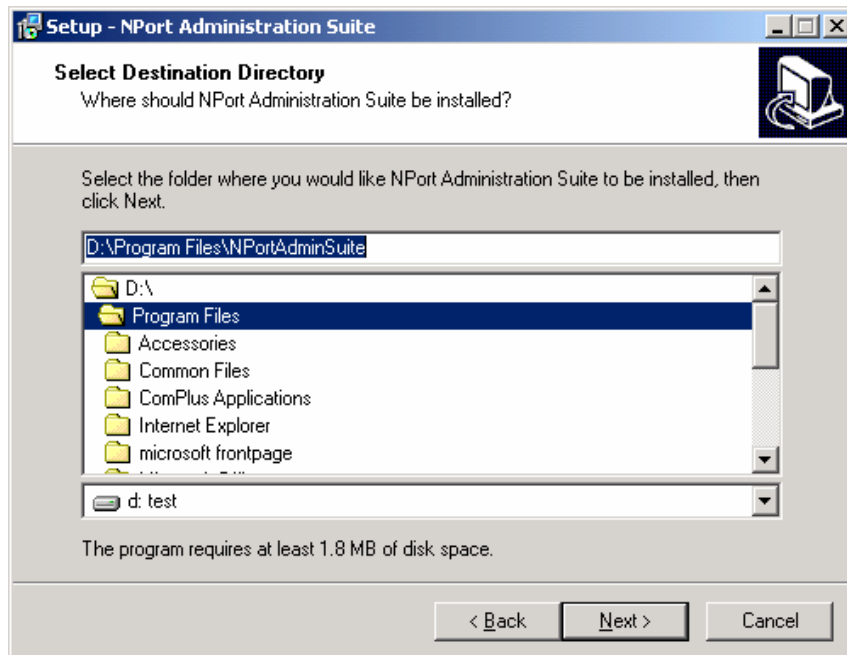 Setup - NPort Administration Suite
Select Destination Directory
Where should NPort Administration Suite be installed?
Select the folder where you would like NPort Administration Suite to be installed, then
click Next.
D:\Program Files\NPortAdminSuite
D:\
Program Files
Accessories
Common Files
ComPlus Applications
Internet Explorer
microsoft frontpage
d: test
The program requires at least 1.8 MB of disk space.
< Back
Next >
Cancel